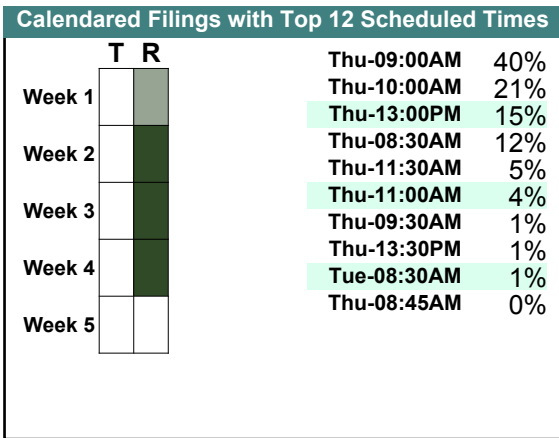 Calendared Filings with Top 12 Scheduled Times
T R
Week 1
Week 2
Week 3
Week 4
Week 5
Thu-09:00AM 40%
Thu-10:00AM 21%
Thu-13:00PM 15%
Thu-08:30AM 12%
Thu-11:30AM 5%
Thu-11:00AM 4%
Thu-09:30AM 1%
Thu-13:30PM 1%
Tue-08:30AM 1%
Thu-08:45AM 0%